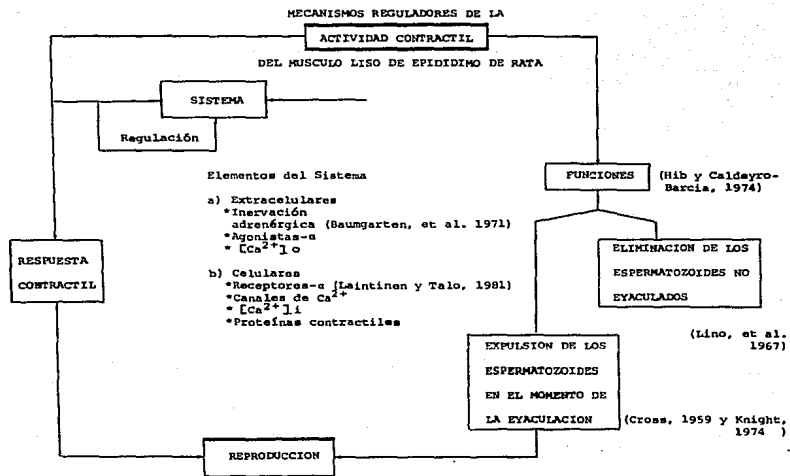 MECANISMOS REGULADORES DE LA
ACTIVIDAD CONTRACTIL
DEL MUSCULO LISO DE EPIDIDIMO DE RATA
SISTEMA
Regulación
Elementos del Sistema
a) Extracelulares
*Inervación
adrenérgica (Baumgarten, et al. 1971)
*Agonistas-α
* [Ca2+]o
b) Celulares
*Receptores-α (Laintinen y Talo, 1981)
*Canales de Ca2+
* [Ca2+]i
*Proteínas contractiles
RESPUESTA
CONTRACTIL
FUNCIONES
(Hib y Caldeyro-
Barcia, 1974)
ELIMINACION DE LOS
ESPERMATOZOIDES NO
EYACULADOS
(Lino, et al.
1967)
EXPULSION DE LOS
ESPERMATOZOIDES
EN EL MOMENTO DE
LA EYACULACION
(Cross, 1959 y Knight,
1974 )
REPRODUCCION